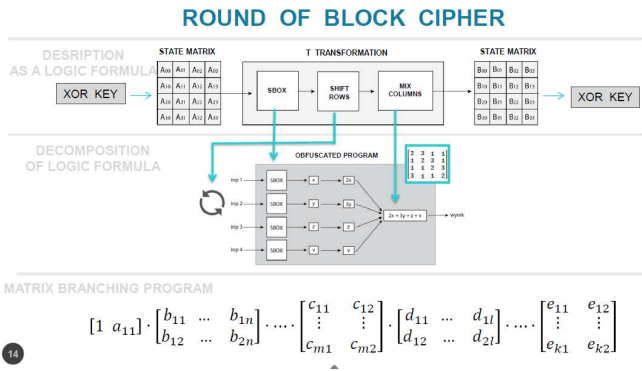 ROUND OF BLOCK CIPHER
DESRIPTION
AS A LOGIC FORMULA
STATE MATRIX
T TRANSFORMATION
STATE MATRIX
XOR KEY
A00 A01 A02 A03
A10 A11 A12 A13
A20 A21 A22 A23
A30 A31 A32 A33
SBOX
SHIFT
ROWS
MIX
COLUMNS
B00 B01 B02 B03
B10 B11 B12 B13
B20 B21 B22 B23
B30 B31 B32 B33
XOR KEY
DECOMPOSITION
OF LOGIC FORMULA
OBFUSCATED PROGRAM
2 3 1 1
1 2 3 1
1 1 2 3
3 1 1 2
inp 1 SBOX x 2x
inp 2 SBOX y 3y
inp 3 SBOX z z
inp 4 SBOX v v
2x + 3y + z + v
wynik
MATRIX BRANCHING PROGRAM
[1 a11] · [b11 ... b1n b12 ... b2n] · ... · [c11 c12 ⋮ ⋮ cm1 cm2] · [d11 ... d1l d12 ... d2l] · ... · [e11 e12 ⋮ ⋮ ek1 ek2]
14